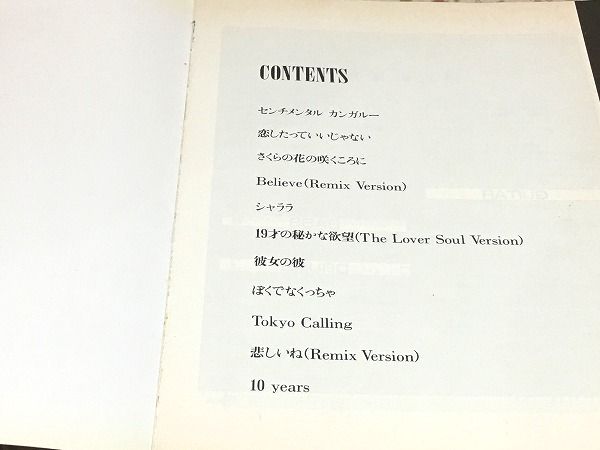 CONTENTS
センチメンタル カンガルー
恋したっていいじゃない
さくらの花の咲くころに
Believe(Remix Version)
シャララ
19才の秘かな欲望(The Lover Soul Version)
彼女の彼
ぼくでなくっちゃ
Tokyo Calling
悲しいね(Remix Version)
10 years